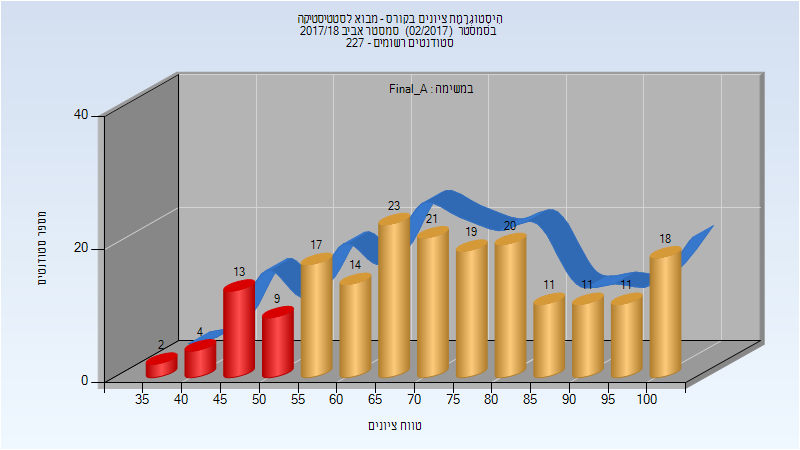 היסטוגרמת ציונים בקורס - מבוא לסטטיסטיקה
בסמסטר (02/2017) סמסטר אביב 2017/18
סטודנטים רשומים - 227
במשימה : Final_A
40
20
0
מספר סטודנטים
2
4
13
9
17
14
23
21
19
20
11
11
11
18
35 40 45 50 55 60 65 70 75 80 85 90 95 100
טווח ציונים